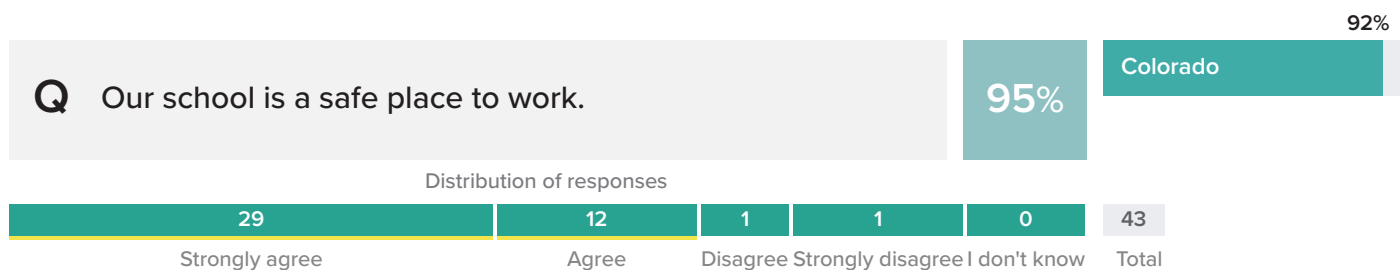 92%
Q Our school is a safe place to work.
95%
Colorado
Distribution of responses
29 12 1 1 0 43
Strongly agree Agree Disagree Strongly disagree I don't know Total